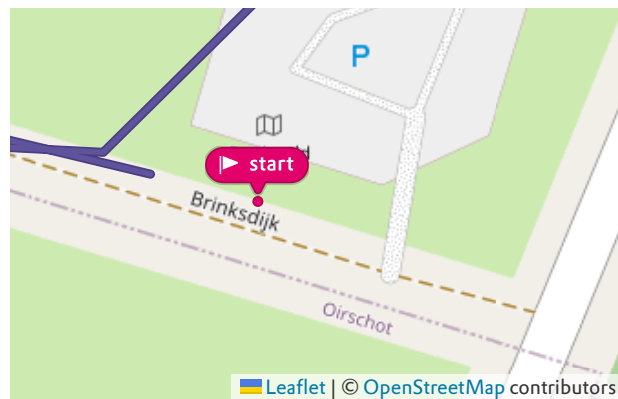 P
start
Brinksdijk
Oirschot
Leaflet | © OpenStreetMap contributors